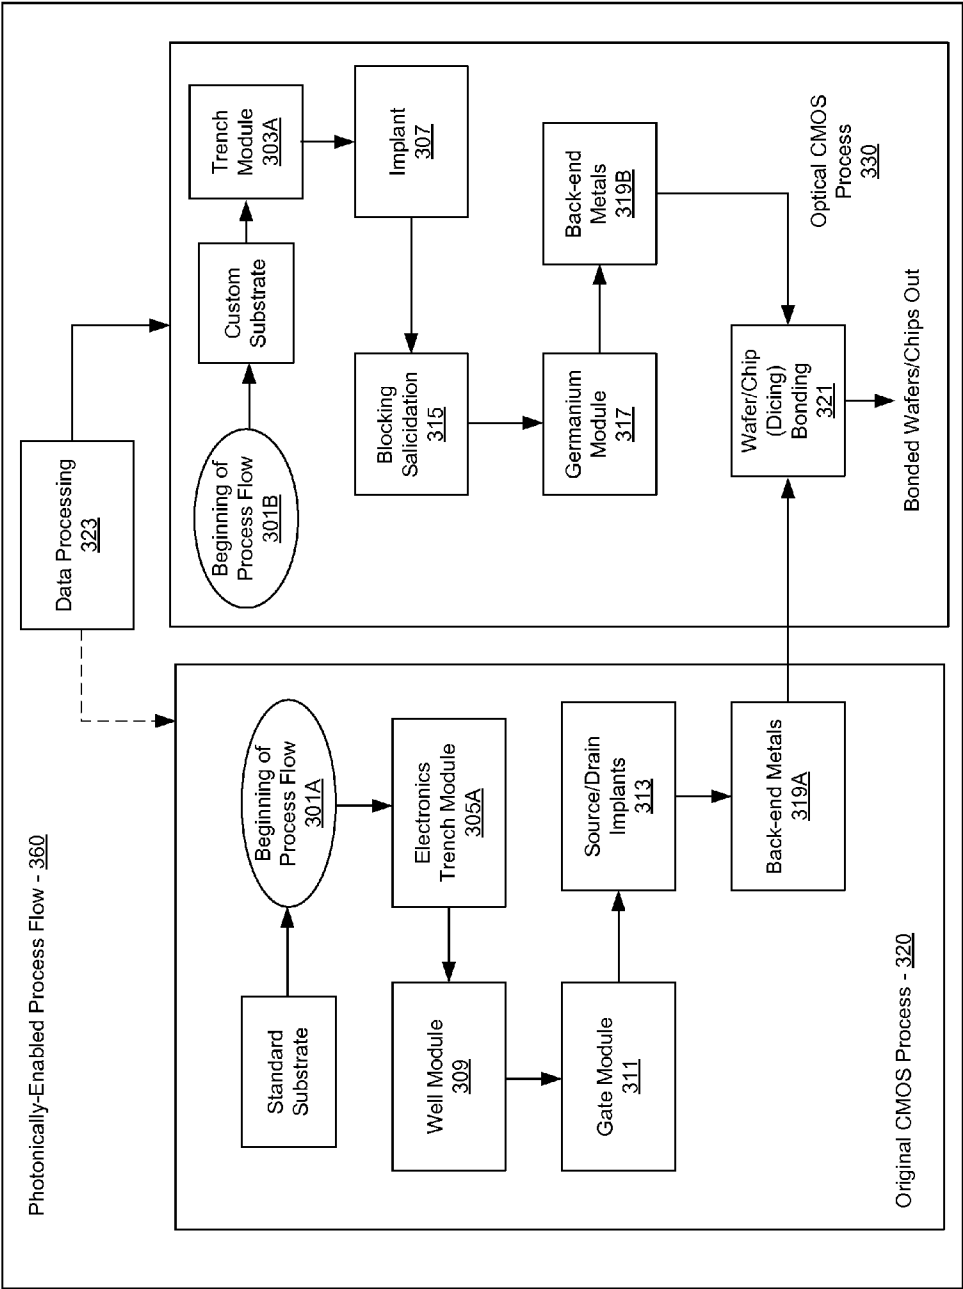 Photonically-Enabled Process Flow - 360
Data Processing
323
Standard
Substrate
Beginning of
Process Flow
301A
Electronics
Trench Module
305A
Well Module
309
Gate Module
311
Source/Drain
Implants
313
Back-end Metals
319A
Original CMOS Process - 320
Beginning of
Process Flow
301B
Custom
Substrate
Trench
Module
303A
Implant
307
Blocking
Salicidation
315
Germanium
Module
317
Back-end
Metals
319B
Wafer/Chip
(Dicing)
Bonding
321
Optical CMOS
Process
330
Bonded Wafers/Chips Out